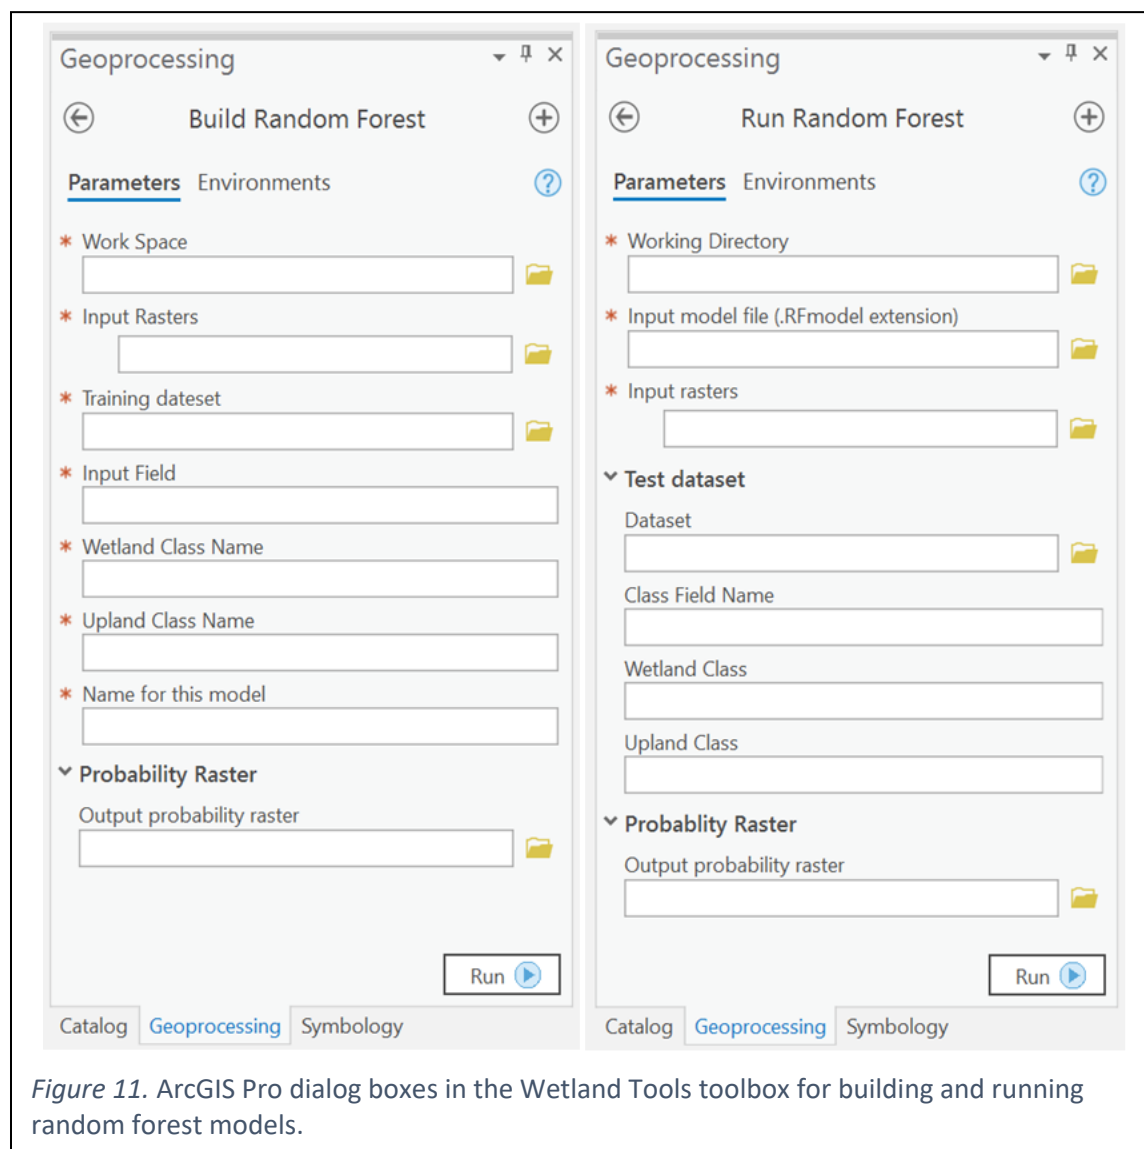 Geoprocessing
Build Random Forest
Parameters Environments
* Work Space
* Input Rasters
* Training dateset
* Input Field
* Wetland Class Name
* Upland Class Name
* Name for this model
Probability Raster
Output probability raster
Run
Catalog Geoprocessing Symbology
Geoprocessing
Run Random Forest
Parameters Environments
* Working Directory
* Input model file (.RFmodel extension)
* Input rasters
Test dataset
Dataset
Class Field Name
Wetland Class
Upland Class
Probablity Raster
Output probability raster
Run
Catalog Geoprocessing Symbology
Figure 11. ArcGIS Pro dialog boxes in the Wetland Tools toolbox for building and running
random forest models.